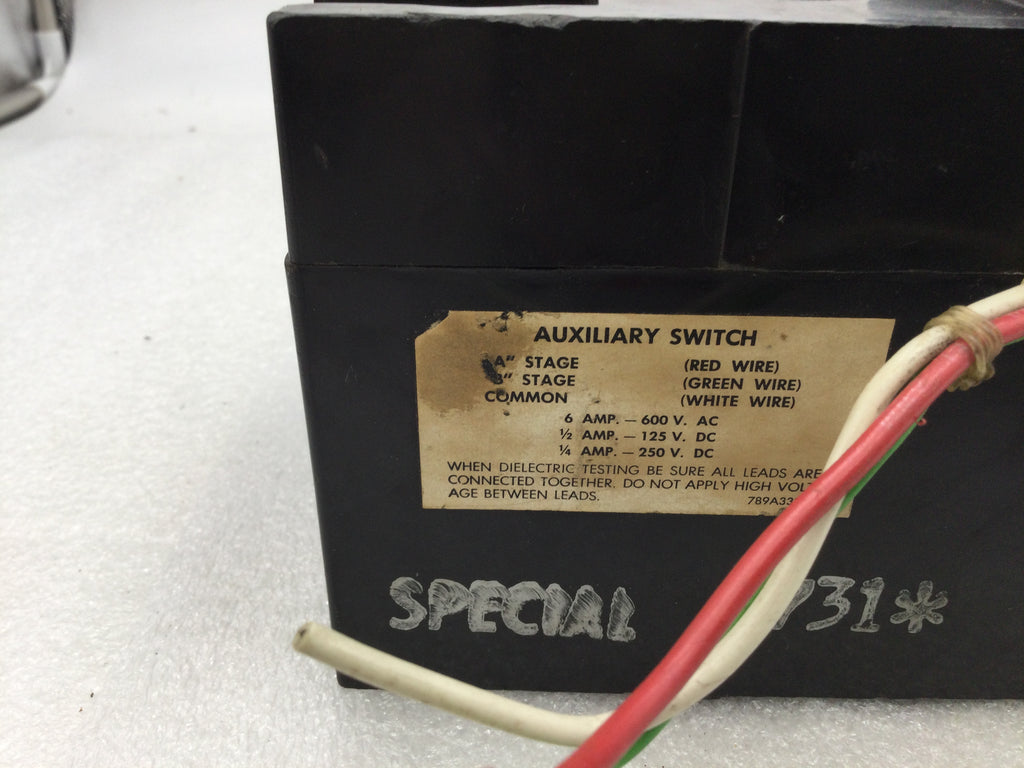 AUXILIARY SWITCH
"A" STAGE (RED WIRE)
"B" STAGE (GREEN WIRE)
COMMON (WHITE WIRE)
6 AMP. — 600 V. AC
½ AMP. — 125 V. DC
¼ AMP. — 250 V. DC
WHEN DIELECTRIC TESTING BE SURE ALL LEADS ARE
CONNECTED TOGETHER. DO NOT APPLY HIGH VOLT-
AGE BETWEEN LEADS.
SPECIAL 731*